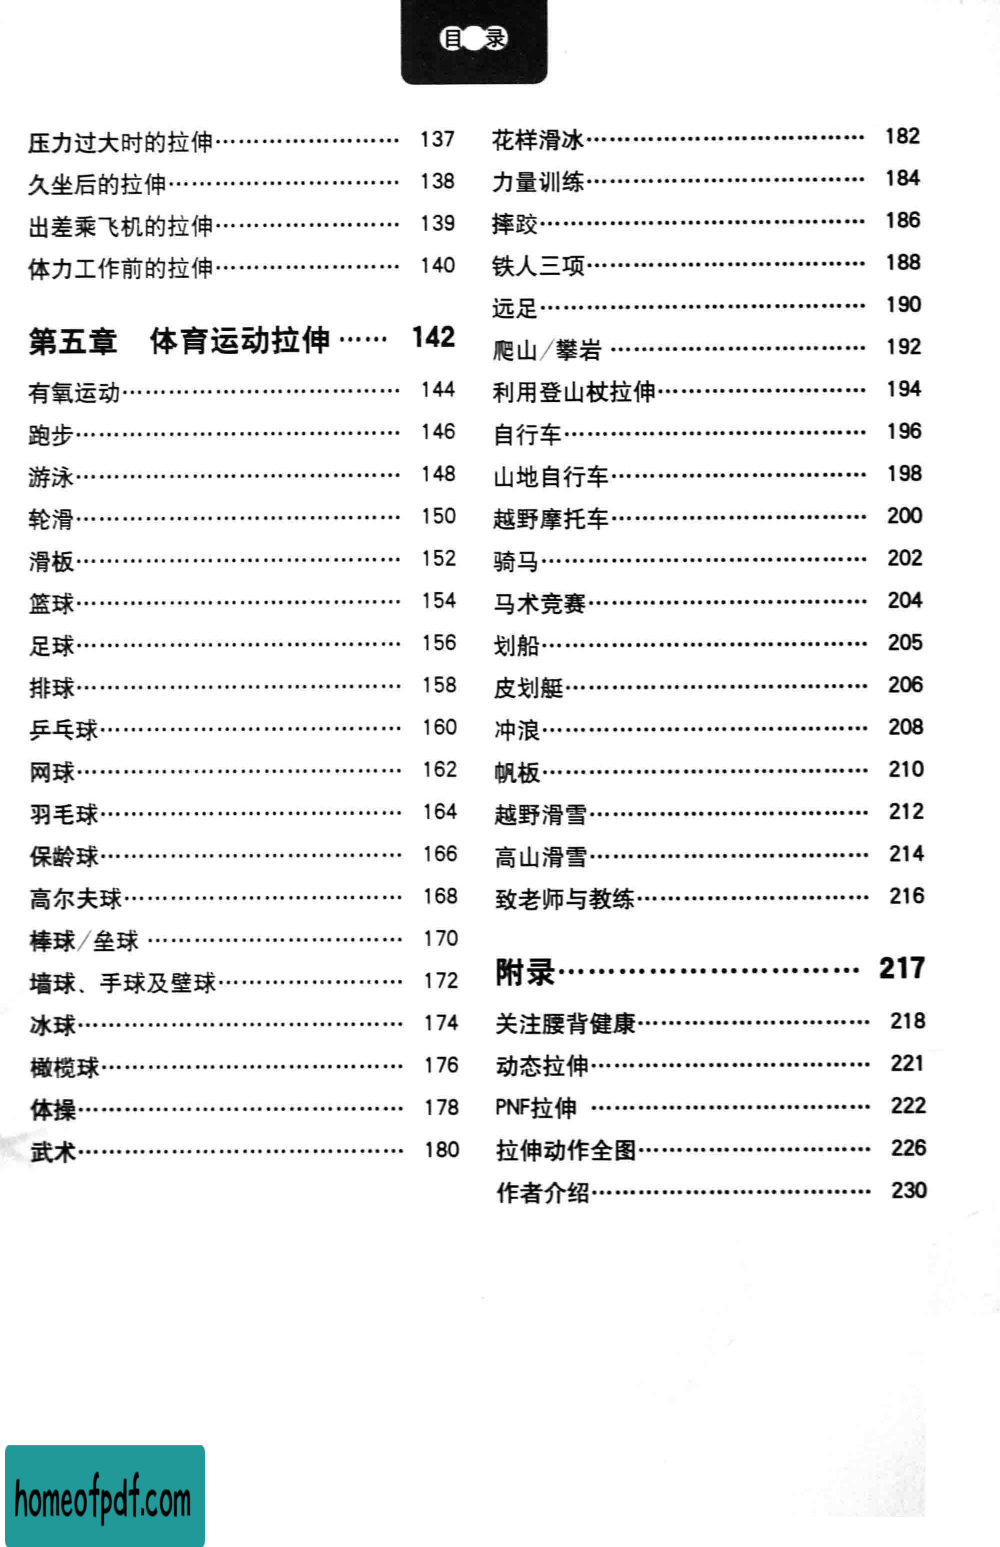 目录
压力过大时的拉伸…………………… 137
久坐后的拉伸………………………… 138
出差乘飞机的拉伸…………………… 139
体力工作前的拉伸…………………… 140
第五章 体育运动拉伸…… 142
有氧运动……………………………… 144
跑步…………………………………… 146
游泳…………………………………… 148
轮滑…………………………………… 150
滑板…………………………………… 152
篮球…………………………………… 154
足球…………………………………… 156
排球…………………………………… 158
乒乓球………………………………… 160
网球…………………………………… 162
羽毛球………………………………… 164
保龄球………………………………… 166
高尔夫球……………………………… 168
棒球/垒球 …………………………… 170
墙球、手球及壁球…………………… 172
冰球…………………………………… 174
橄榄球………………………………… 176
体操…………………………………… 178
武术…………………………………… 180
花样滑冰……………………………… 182
力量训练……………………………… 184
摔跤…………………………………… 186
铁人三项……………………………… 188
远足…………………………………… 190
爬山/攀岩 …………………………… 192
利用登山杖拉伸……………………… 194
自行车………………………………… 196
山地自行车…………………………… 198
越野摩托车…………………………… 200
骑马…………………………………… 202
马术竞赛……………………………… 204
划船…………………………………… 205
皮划艇………………………………… 206
冲浪…………………………………… 208
帆板…………………………………… 210
越野滑雪……………………………… 212
高山滑雪……………………………… 214
致老师与教练………………………… 216
附录………………………… 217
关注腰背健康………………………… 218
动态拉伸……………………………… 221
PNF拉伸 ……………………………… 222
拉伸动作全图………………………… 226
作者介绍……………………………… 230
homeofpdf.com